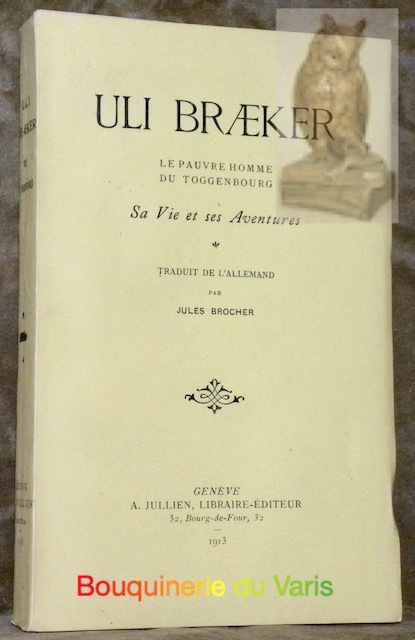 ULI BRÆKER
LE PAUVRE HOMME
DU TOGGENBOURG
Sa Vie et ses Aventures
TRADUIT DE L'ALLEMAND
PAR
JULES BROCHER
GENÈVE
A. JULLIEN, LIBRAIRE-ÉDITEUR
32, Bourg-de-Four, 32
1913
Bouquinerie du Varis